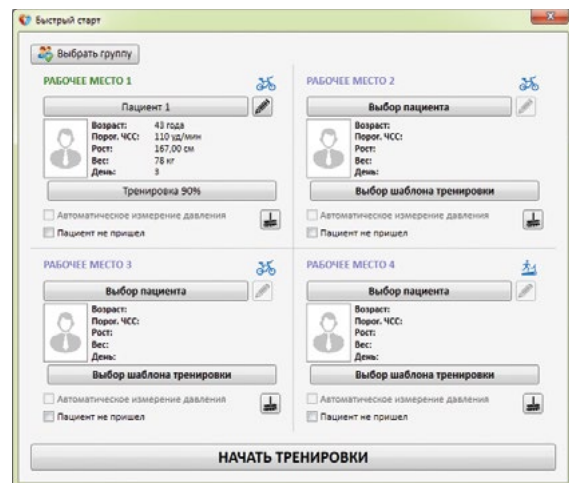 Быстрый старт
Выбрать группу
РАБОЧЕЕ МЕСТО 1
Пациент 1
Возраст: 43 года
Порог. ЧСС: 110 уд/мин
Рост: 167,00 см
Вес: 78 кг
День: 3
Тренировка 90%
Автоматическое измерение давления
Пациент не пришел
РАБОЧЕЕ МЕСТО 2
Выбор пациента
Возраст:
Порог. ЧСС:
Рост:
Вес:
День:
Выбор шаблона тренировки
Автоматическое измерение давления
Пациент не пришел
РАБОЧЕЕ МЕСТО 3
Выбор пациента
Возраст:
Порог. ЧСС:
Рост:
Вес:
День:
Выбор шаблона тренировки
Автоматическое измерение давления
Пациент не пришел
РАБОЧЕЕ МЕСТО 4
Выбор пациента
Возраст:
Порог. ЧСС:
Рост:
Вес:
День:
Выбор шаблона тренировки
Автоматическое измерение давления
Пациент не пришел
НАЧАТЬ ТРЕНИРОВКИ